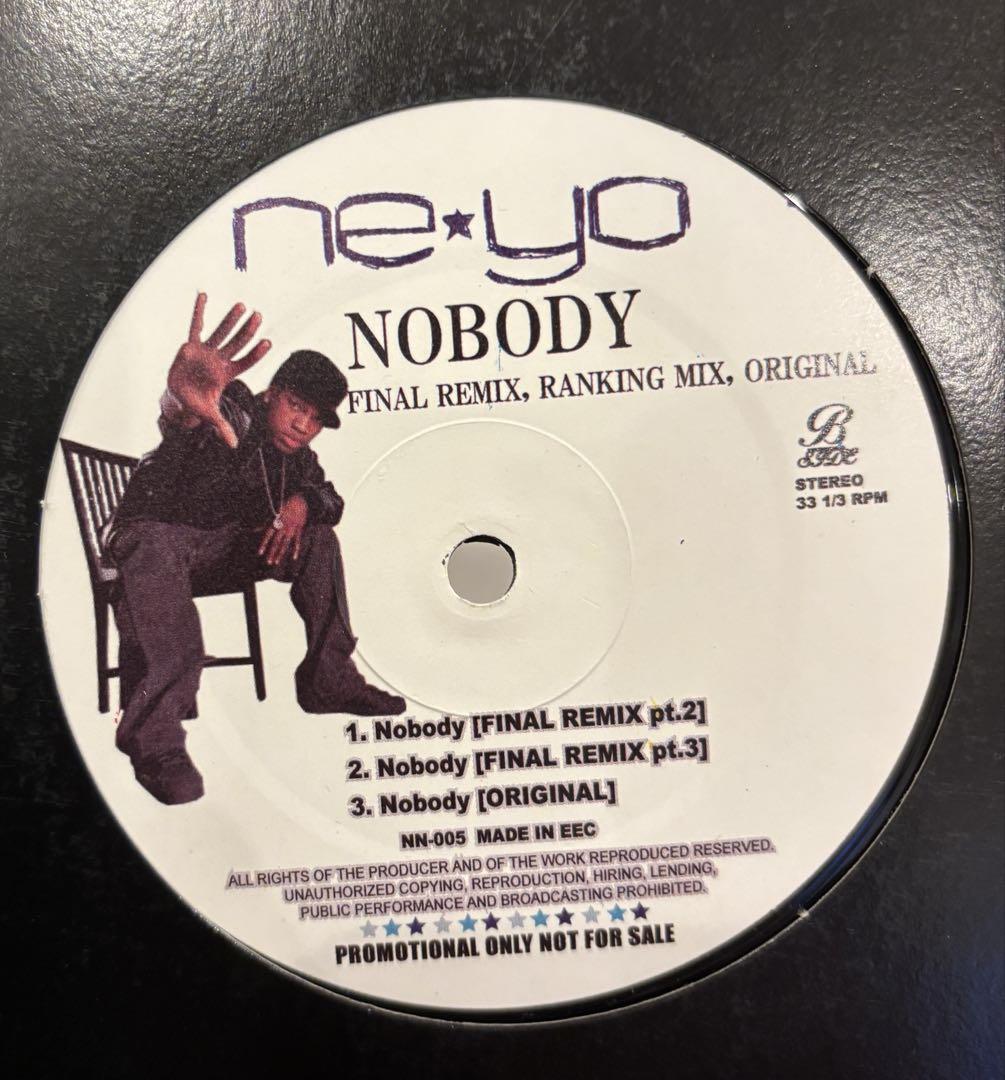 ne★yo
NOBODY
FINAL REMIX, RANKING MIX, ORIGINAL
B
SIDE
STEREO
33 1/3 RPM
1. Nobody [FINAL REMIX pt.2]
2. Nobody [FINAL REMIX pt.3]
3. Nobody [ORIGINAL]
NN-005 MADE IN EEC
ALL RIGHTS OF THE PRODUCER AND OF THE WORK REPRODUCED RESERVED.
UNAUTHORIZED COPYING, REPRODUCTION, HIRING, LENDING,
PUBLIC PERFORMANCE AND BROADCASTING PROHIBITED.
PROMOTIONAL ONLY NOT FOR SALE